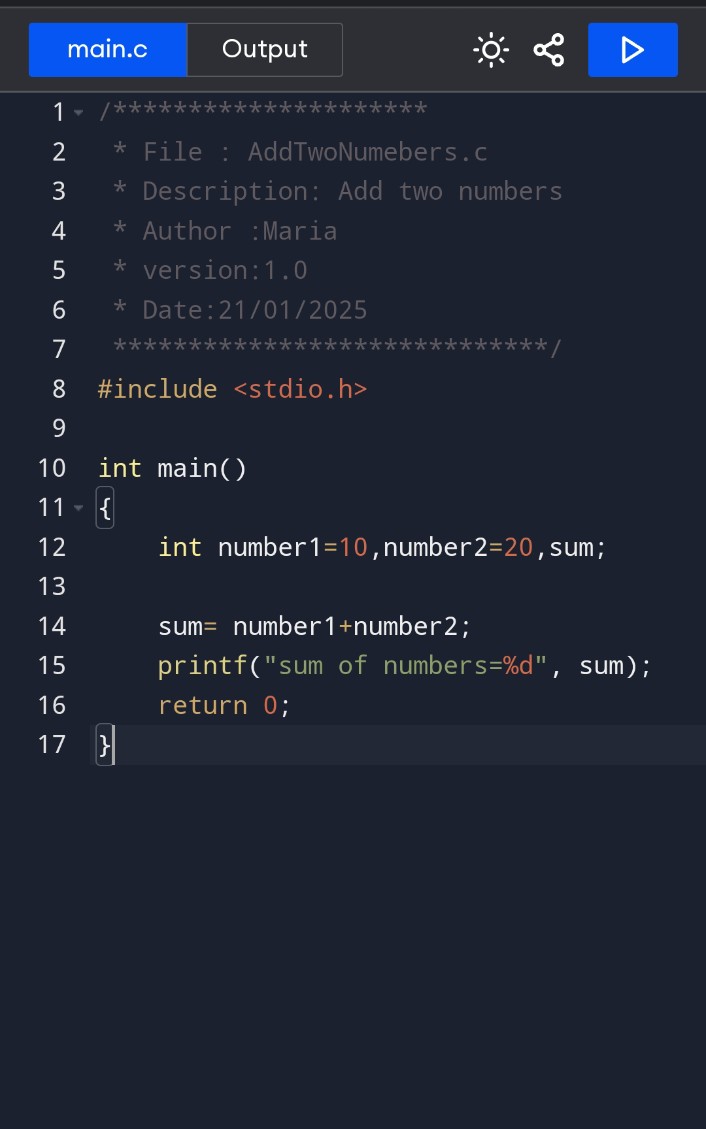 main.c Output
1 /*********************
2 * File : AddTwoNumebers.c
3 * Description: Add two numbers
4 * Author :Maria
5 * version:1.0
6 * Date:21/01/2025
7 *****************************/
8 #include <stdio.h>
9
10 int main()
11 {
12 int number1=10,number2=20,sum;
13
14 sum= number1+number2;
15 printf("sum of numbers=%d", sum);
16 return 0;
17 }